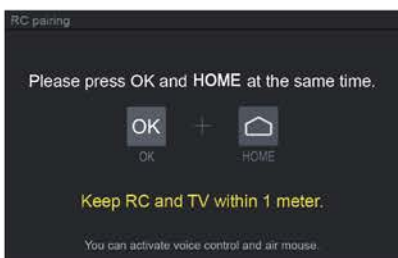 RC pairing
Please press OK and HOME at the same time.
OK
OK
HOME
Keep RC and TV within 1 meter.
You can activate voice control and air mouse.